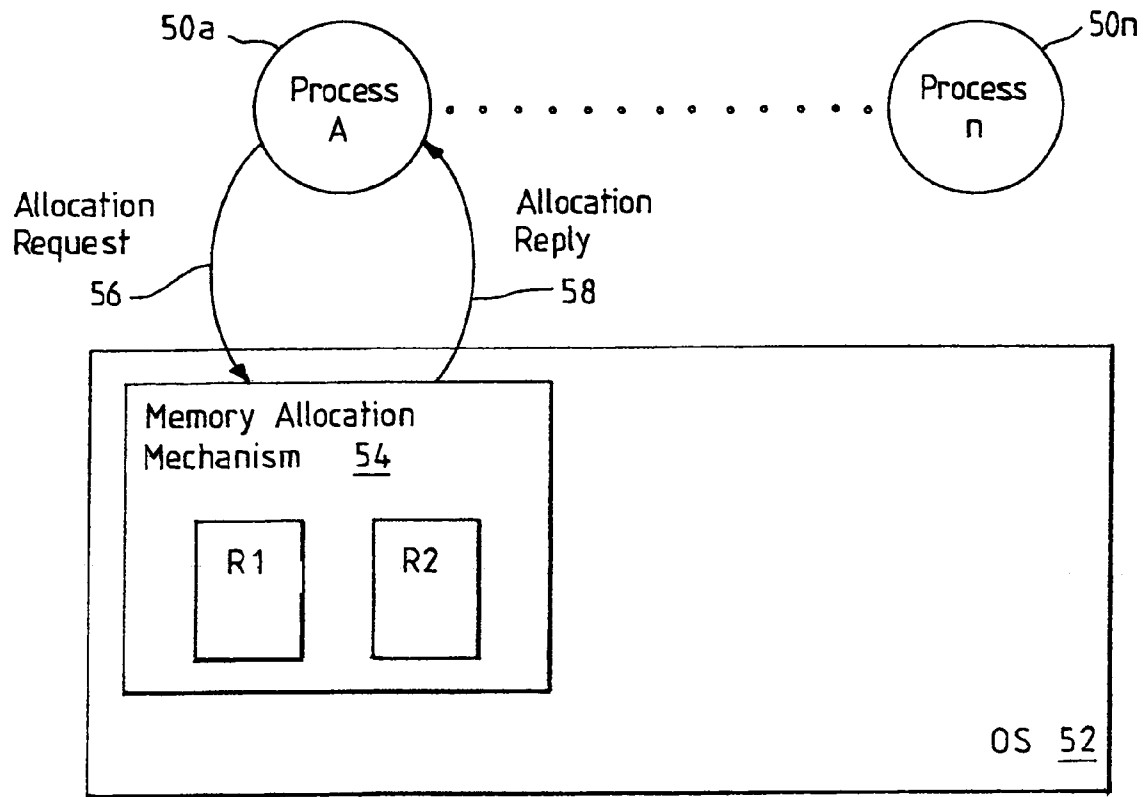 50a
50n
Process
A
Process
n
Allocation
Request
Allocation
Reply
56
58
Memory Allocation
Mechanism 54
R1
R2
OS 52